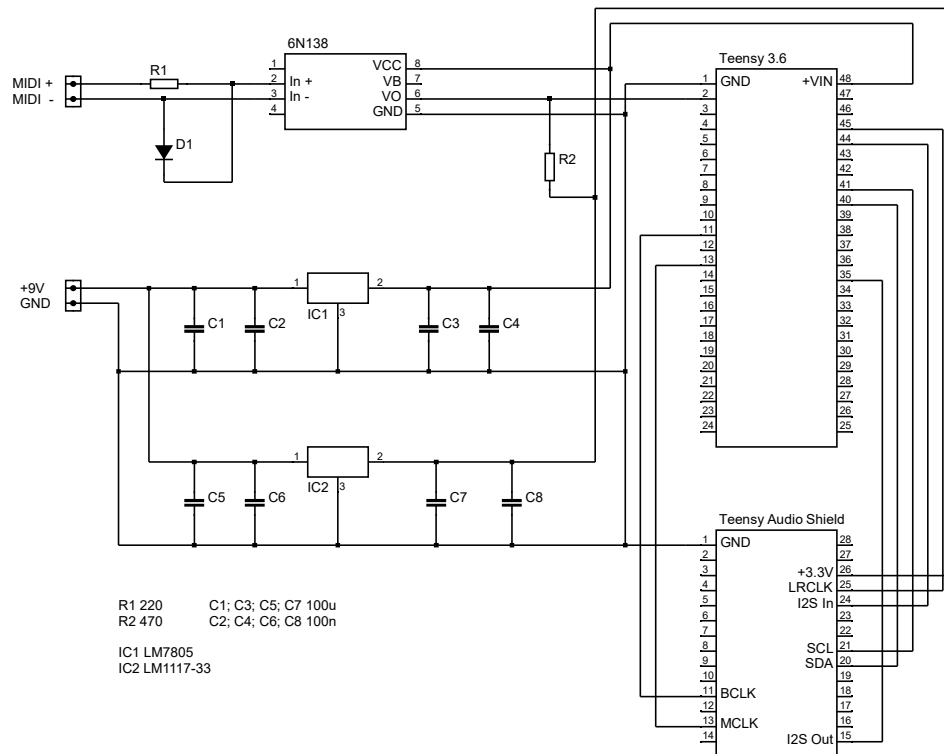 6N138
MIDI +
MIDI -
R1
D1
1
2
3
4
In +
In -
VCC
VB
VO
GND
8
7
6
5
R2
+9V
GND
C1
C2
1
2
3
IC1
C3
C4
C5
C6
1
2
3
IC2
C7
C8
R1 220
R2 470
C1; C3; C5; C7 100u
C2; C4; C6; C8 100n
IC1 LM7805
IC2 LM1117-33
Teensy 3.6
1
2
3
4
5
6
7
8
9
10
11
12
13
14
15
16
17
18
19
20
21
22
23
24
GND
+VIN
48
47
46
45
44
43
42
41
40
39
38
37
36
35
34
33
32
31
30
29
28
27
26
25
Teensy Audio Shield
1
2
3
4
5
6
7
8
9
10
11
12
13
14
GND
BCLK
MCLK
+3.3V
LRCLK
I2S In
SCL
SDA
I2S Out
28
27
26
25
24
23
22
21
20
19
18
17
16
15